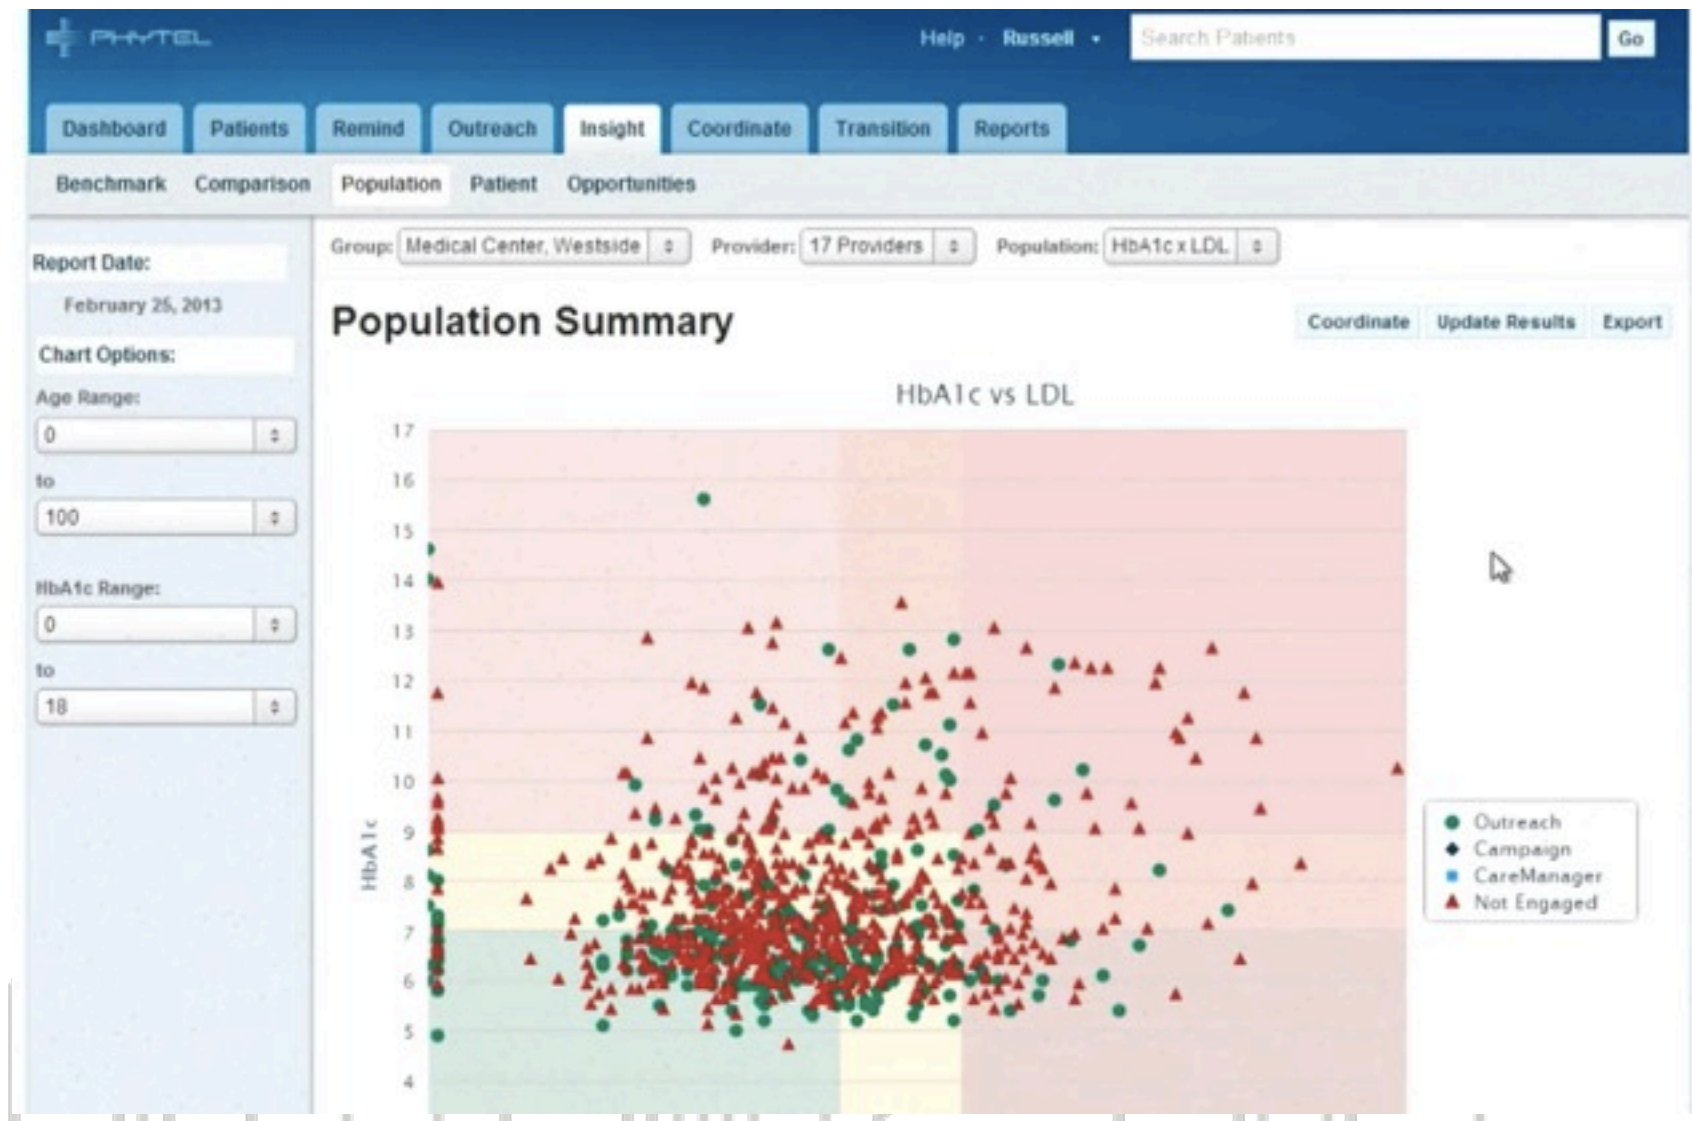 PHYTEL
Help - Russell
Search Patients
Go
Dashboard Patients Remind Outreach Insight Coordinate Transition Reports
Benchmark Comparison Population Patient Opportunities
Group: Medical Center, Westside Provider: 17 Providers Population: HbA1c x LDL
Report Date:
February 25, 2013
Chart Options:
Age Range:
0
to
100
HbA1c Range:
0
to
18
Population Summary
Coordinate Update Results Export
HbA1c vs LDL
17
16
15
14
13
12
11
10
9
8
7
6
5
4
HbA1c
Outreach
Campaign
CareManager
Not Engaged